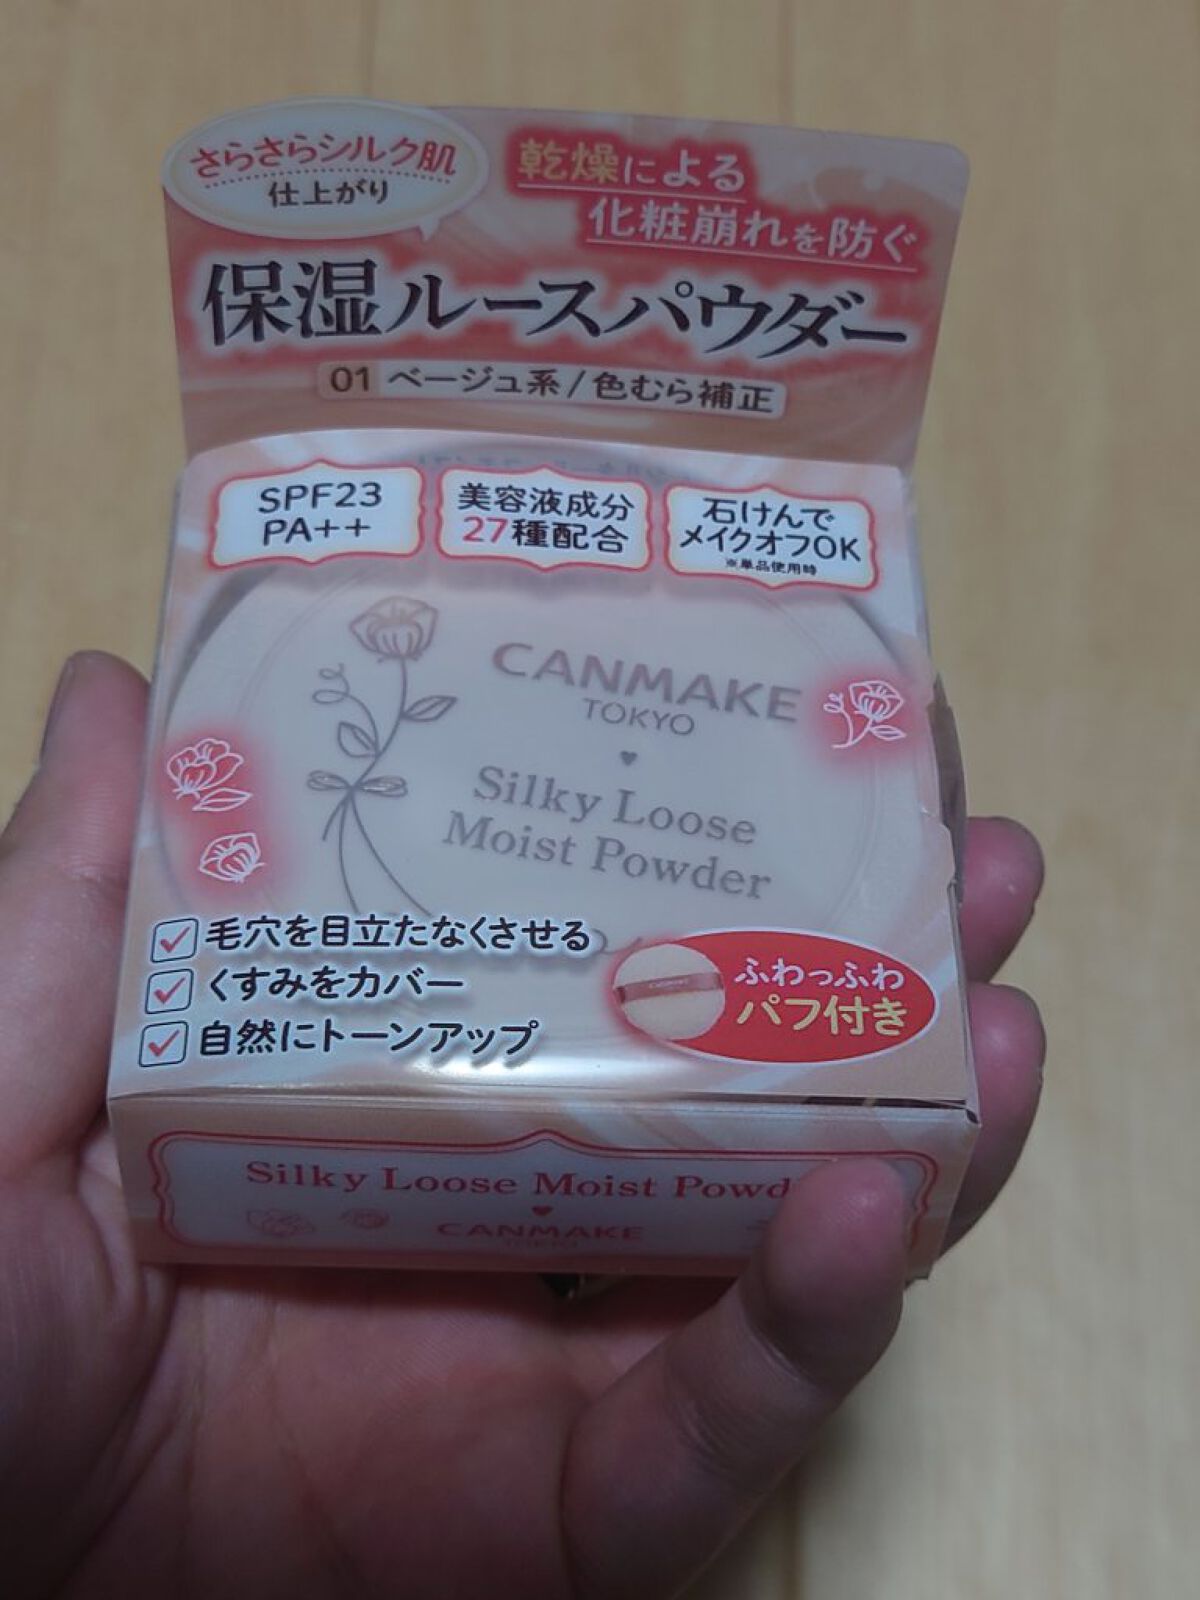 さらさらシルク肌
仕上がり
乾燥による
化粧崩れを防ぐ
保湿ルースパウダー
01 ベージュ系/色むら補正
SPF23
PA++
美容液成分
27種配合
石けんで
メイクオフOK
※単品使用時
CANMAKE
TOKYO
Silky Loose
Moist Powder
毛穴を目立たなくさせる
くすみをカバー
自然にトーンアップ
ふわっふわ
パフ付き
Silky Loose Moist
CANMAKE
TOKYO